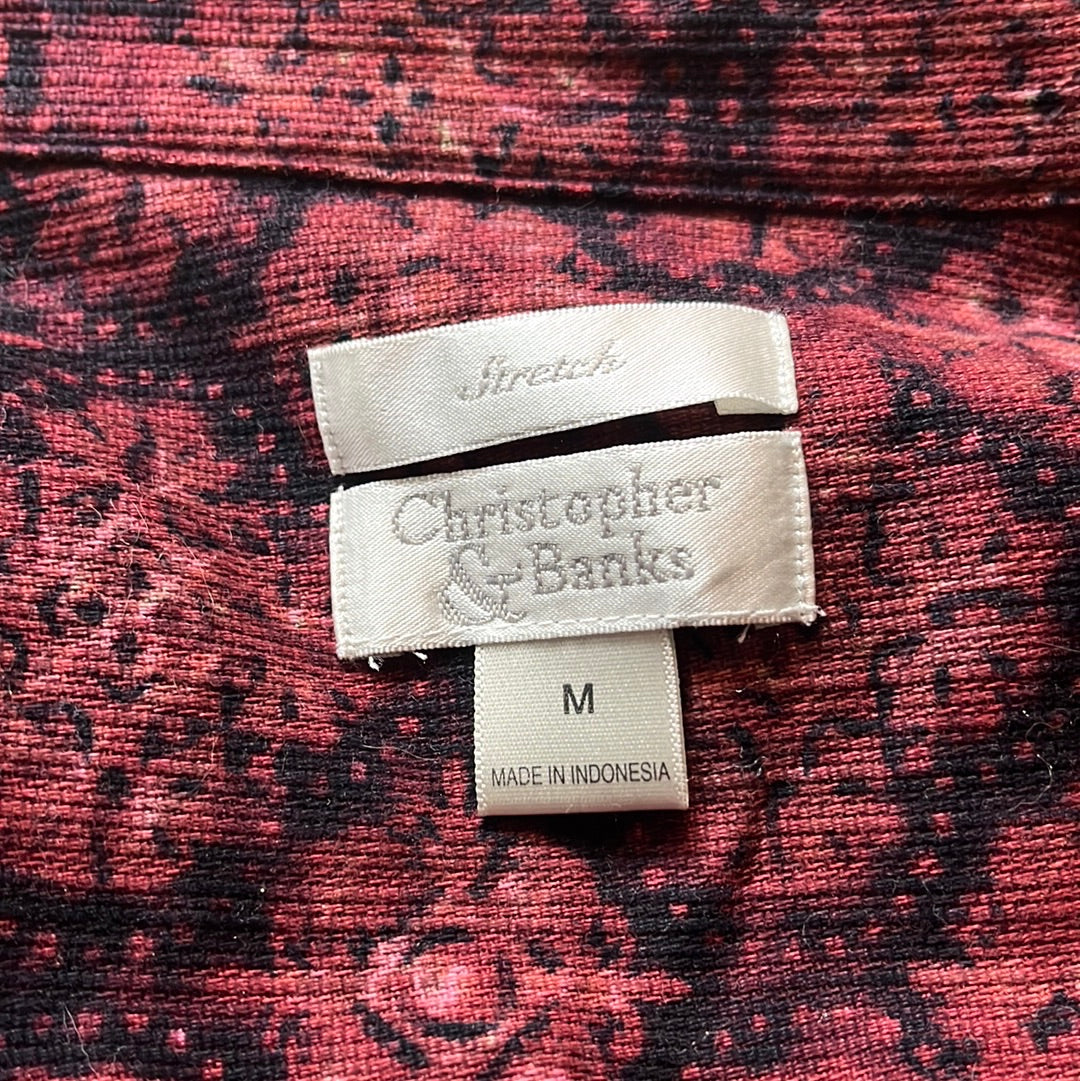 Stretch
Christopher
& Banks
M
MADE IN INDONESIA